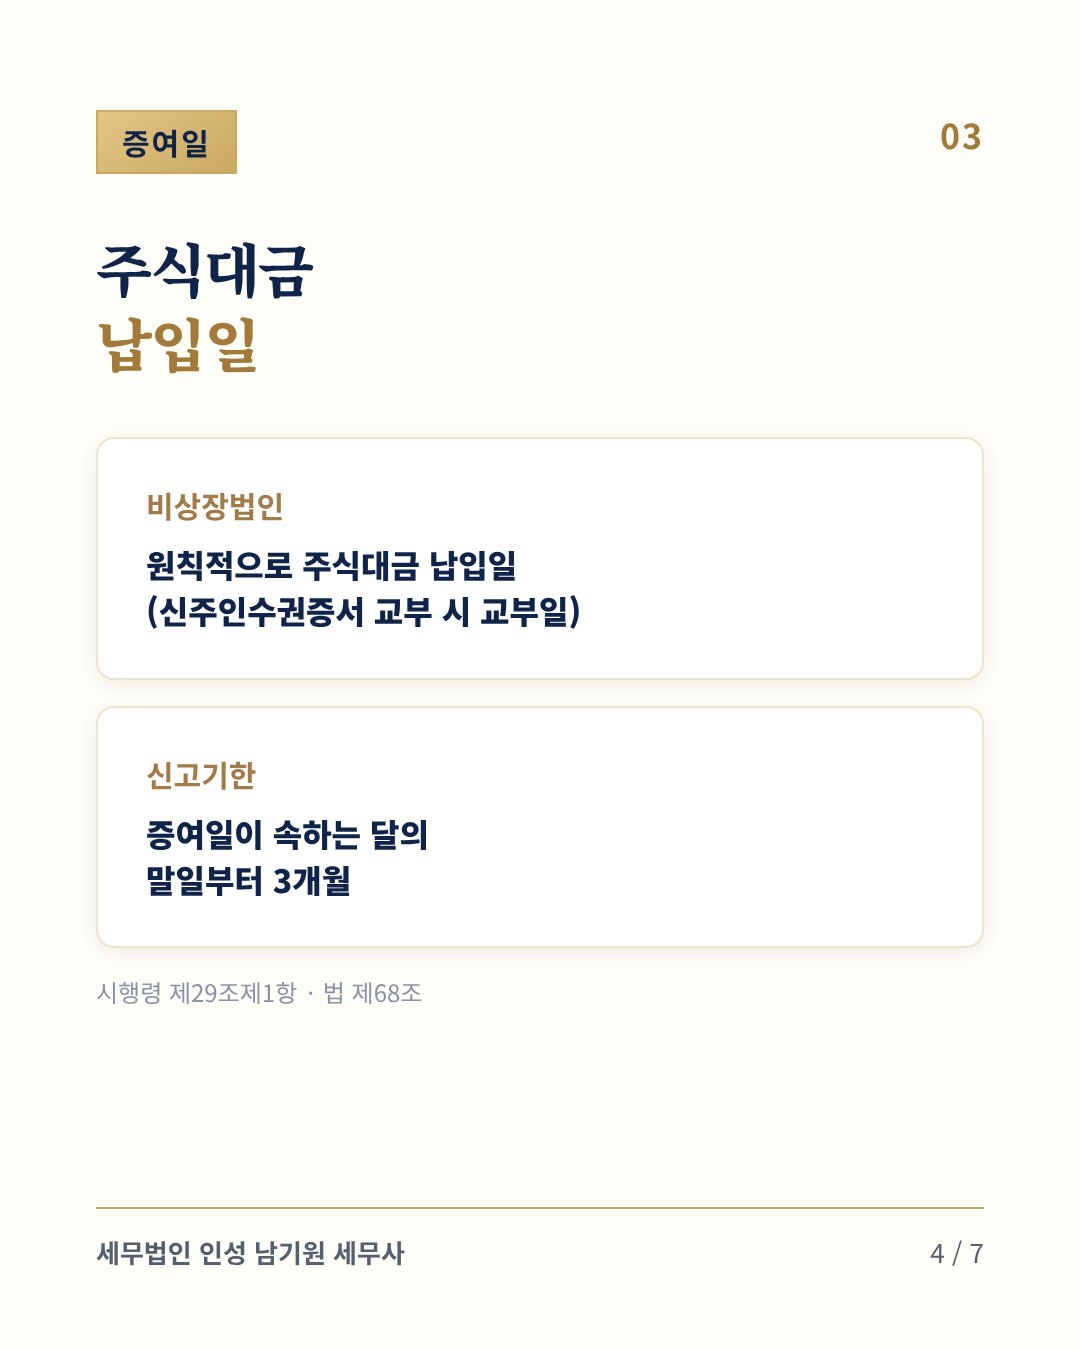 증여일
03
주식대금
납입일
비상장법인
원칙적으로 주식대금 납입일
(신주인수권증서 교부 시 교부일)
신고기한
증여일이 속하는 달의
말일부터 3개월
시행령 제29조제1항 · 법 제68조
세무법인 인성 남기원 세무사
4 / 7